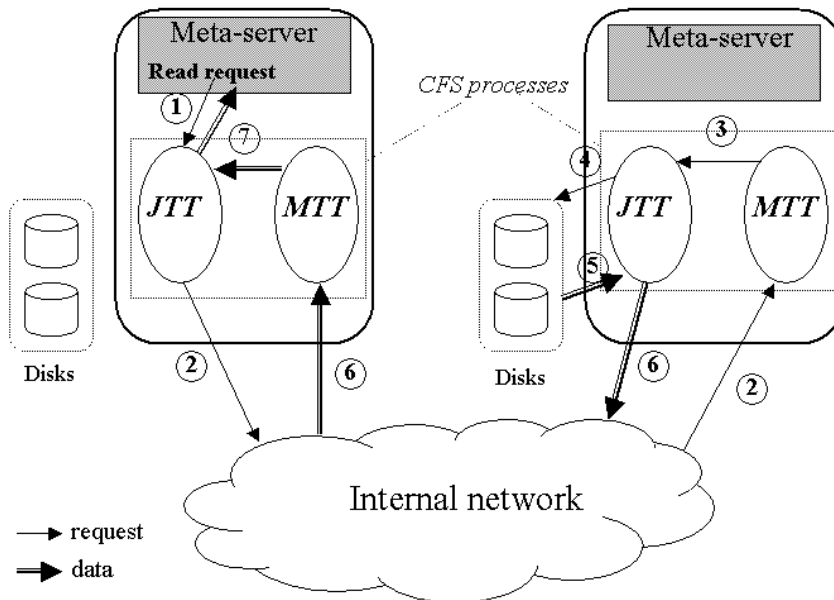 Meta-server
Read request
1
7
JTT
MTT
Disks
2
6
CFS processes
Meta-server
3
4
JTT
MTT
5
Disks
6
2
Internal network
request
data